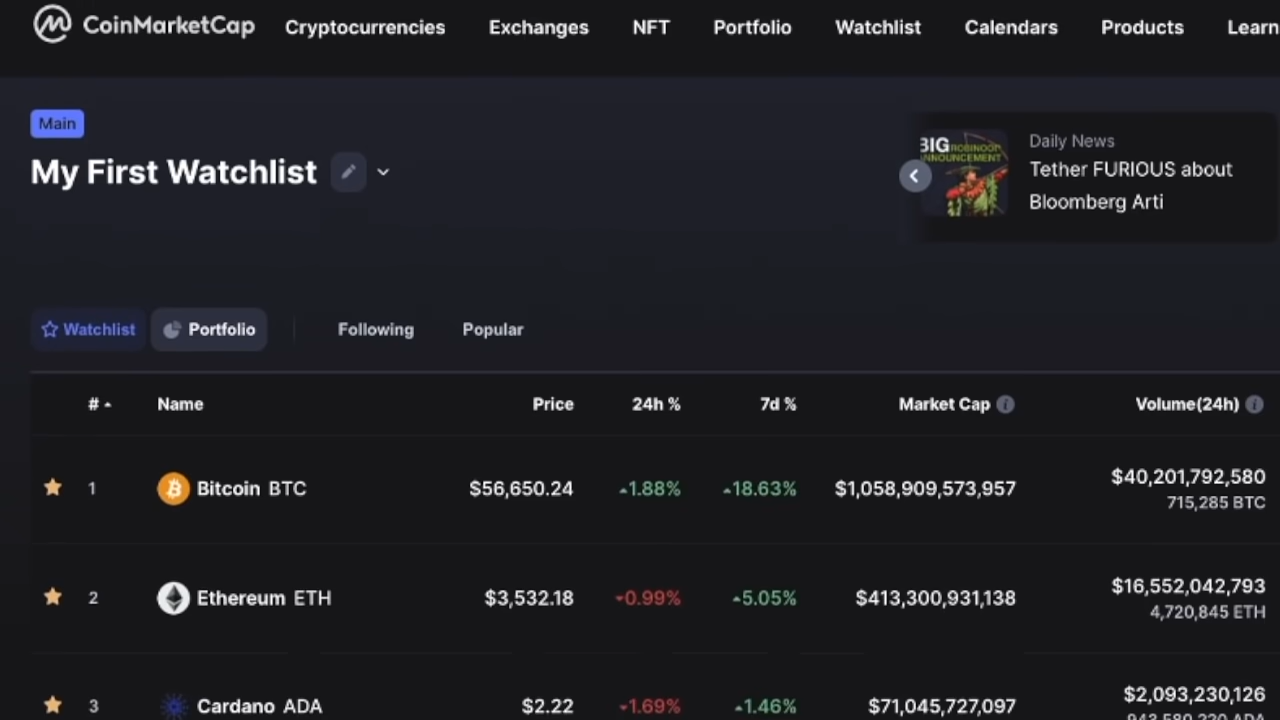 CoinMarketCap Cryptocurrencies Exchanges NFT Portfolio Watchlist Calendars Products Learn
Main
My First Watchlist
BIG ROBINHOOD
ANNOUNCEMENT
Daily News
Tether FURIOUS about
Bloomberg Arti
Watchlist Portfolio Following Popular
# Name Price 24h % 7d % Market Cap Volume(24h)
1 Bitcoin BTC $56,650.24 1.88% 18.63% $1,058,909,573,957 $40,201,792,580
715,285 BTC
2 Ethereum ETH $3,532.18 0.99% 5.05% $413,300,931,138 $16,552,042,793
4,720,845 ETH
3 Cardano ADA $2.22 1.69% 1.46% $71,045,727,097 $2,093,230,126